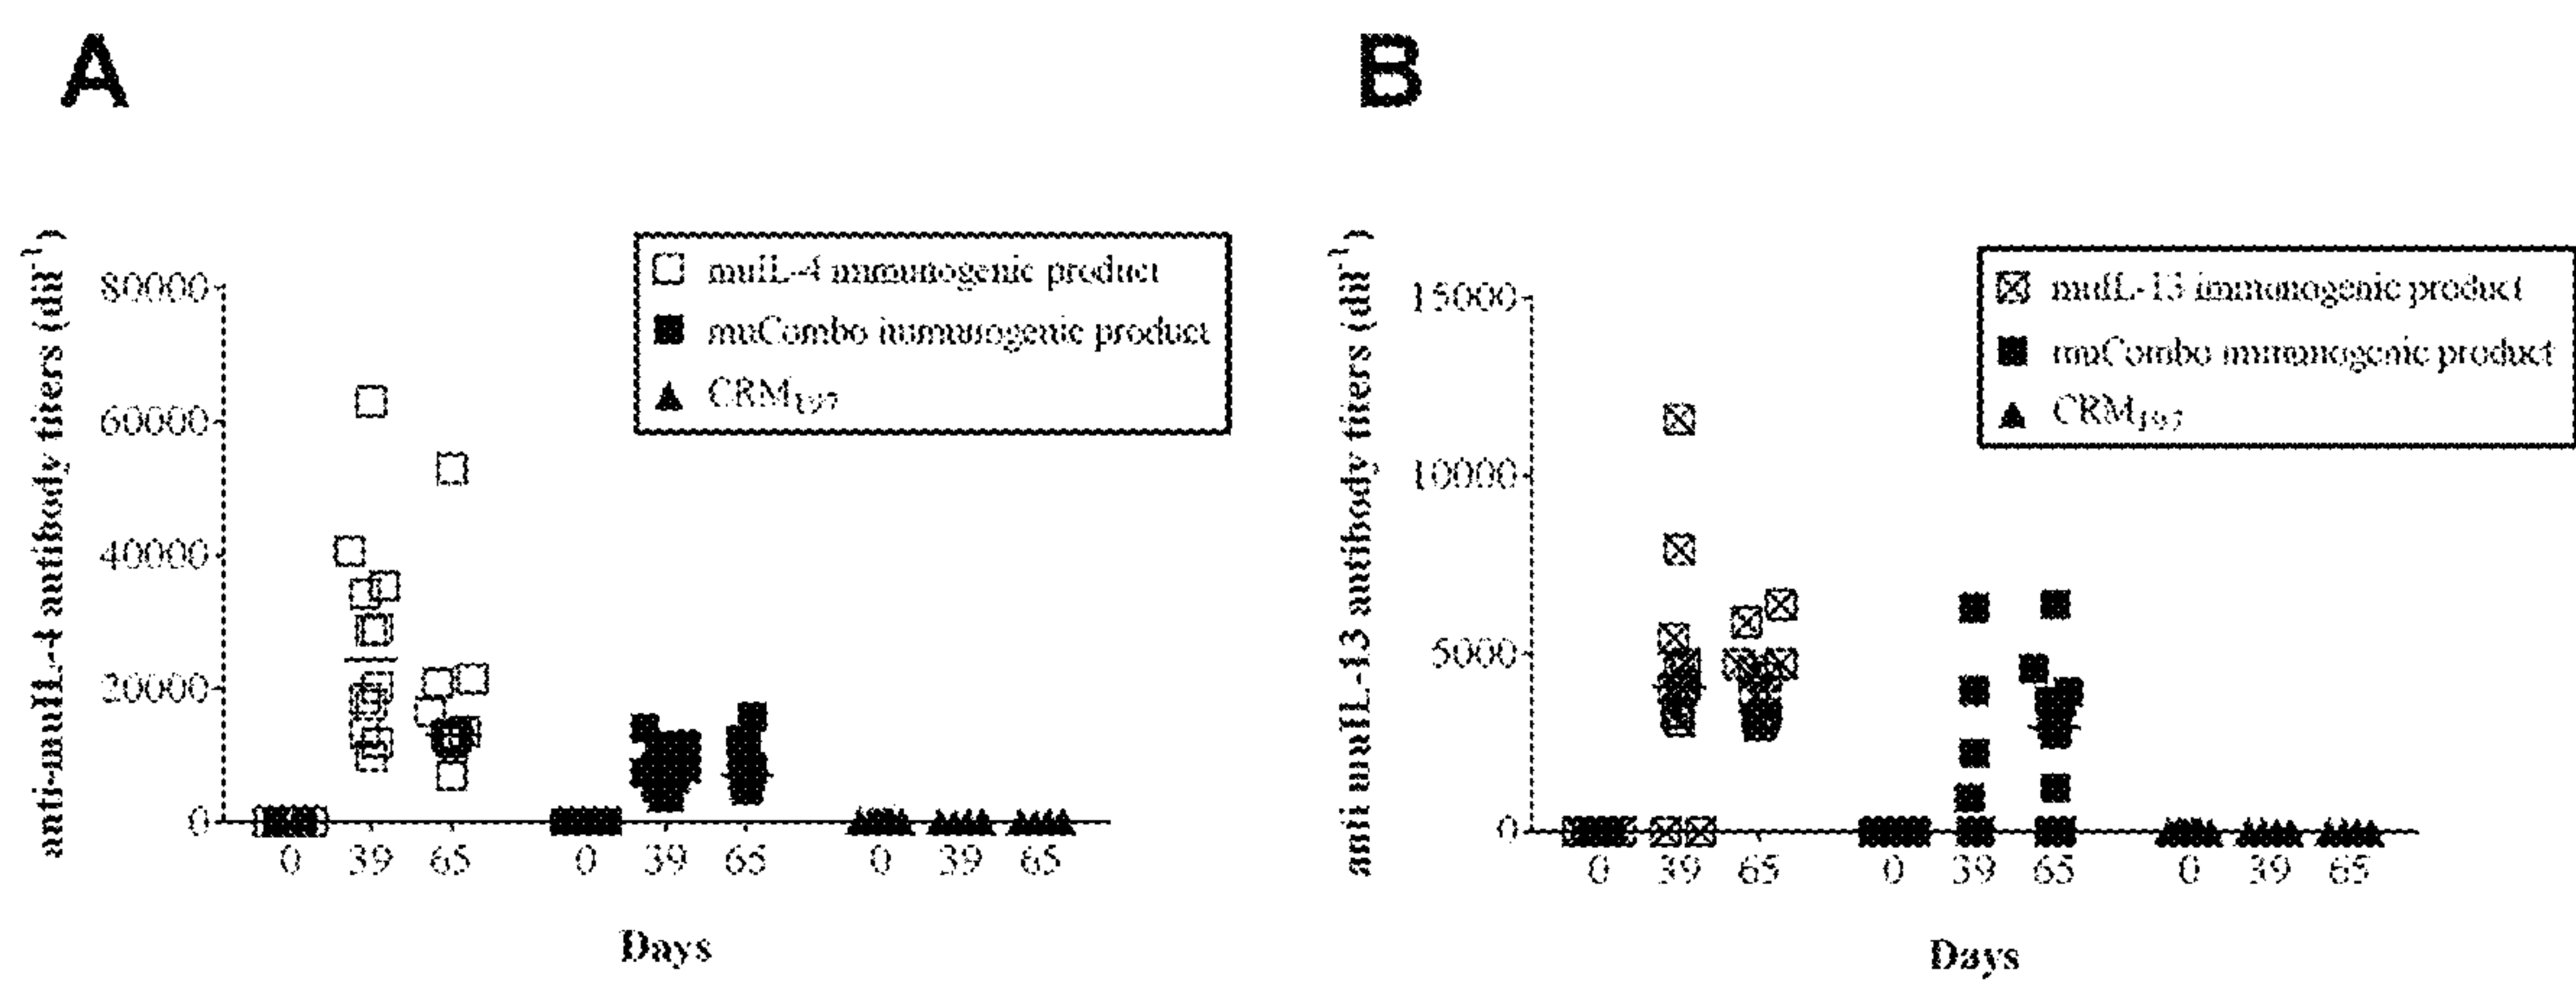 A
anti-muIL-4 antibody titers (dil⁻¹)
80000
60000
40000
20000
0
muIL-4 immunogenic product
muCombo immunogenic product
CRM₁₉₇
0 39 65 0 39 65 0 39 65
Days
B
anti muIL-13 antibody titers (dil⁻¹)
15000
10000
5000
0
muIL-13 immunogenic product
muCombo immunogenic product
CRM₁₉₇
0 39 65 0 39 65 0 39 65
Days